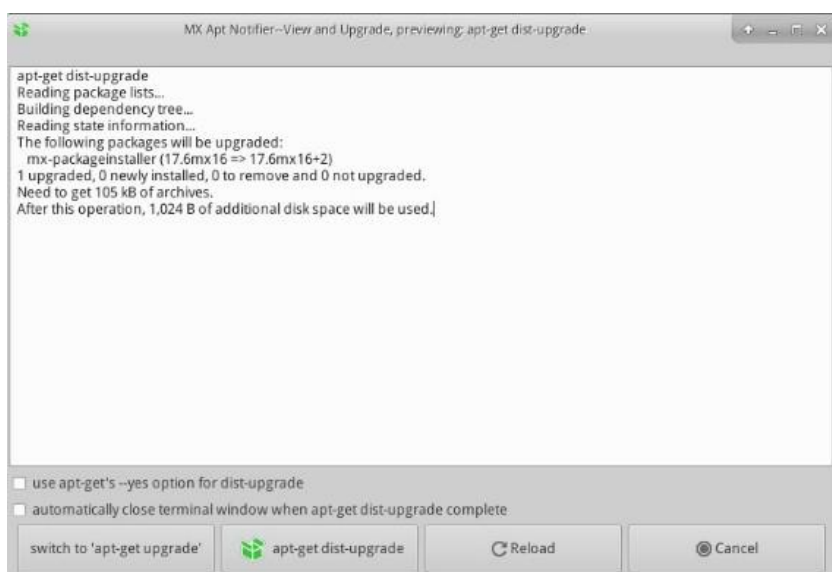 MX Apt Notifier--View and Upgrade, previewing: apt-get dist-upgrade
apt-get dist-upgrade
Reading package lists...
Building dependency tree...
Reading state information...
The following packages will be upgraded:
mx-packageinstaller (17.6mx16 => 17.6mx16+2)
1 upgraded, 0 newly installed, 0 to remove and 0 not upgraded.
Need to get 105 kB of archives.
After this operation, 1,024 B of additional disk space will be used.
use apt-get's --yes option for dist-upgrade
automatically close terminal window when apt-get dist-upgrade complete
switch to 'apt-get upgrade'
apt-get dist-upgrade
Reload
Cancel